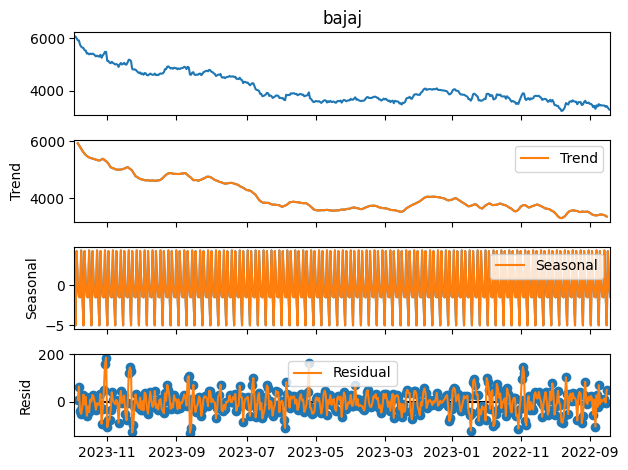 bajaj
6000
4000
6000
4000
Trend
Trend
0
−5
Seasonal
Seasonal
200
0
Resid
Residual
2023-11 2023-09 2023-07 2023-05 2023-03 2023-01 2022-11 2022-09